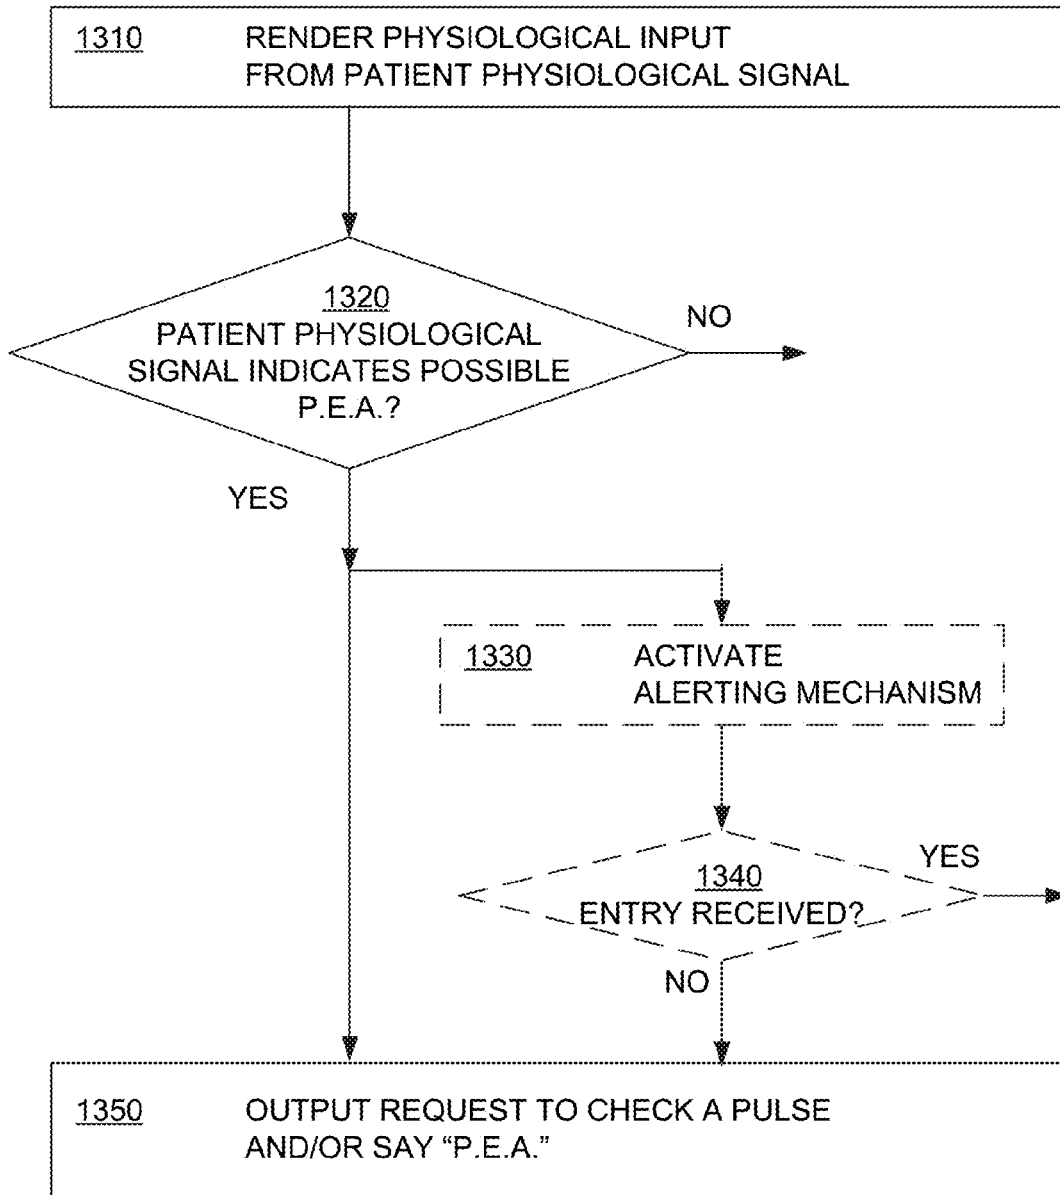 1310 RENDER PHYSIOLOGICAL INPUT
FROM PATIENT PHYSIOLOGICAL SIGNAL
1320
PATIENT PHYSIOLOGICAL
SIGNAL INDICATES POSSIBLE
P.E.A.?
NO
YES
1330 ACTIVATE
ALERTING MECHANISM
1340
ENTRY RECEIVED?
YES
NO
1350 OUTPUT REQUEST TO CHECK A PULSE
AND/OR SAY “P.E.A.”